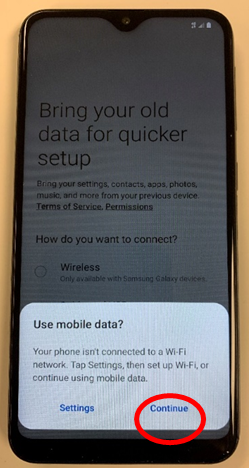 Bring your old
data for quicker
setup
Bring your settings, contacts, apps, photos,
music, and more from your previous device.
Terms of Service, Permissions
How do you want to connect?
Wireless
Only available with Samsung Galaxy devices.
Use mobile data?
Your phone isn't connected to a Wi-Fi
network. Tap Settings, then set up Wi-Fi, or
continue using mobile data.
Settings
Continue